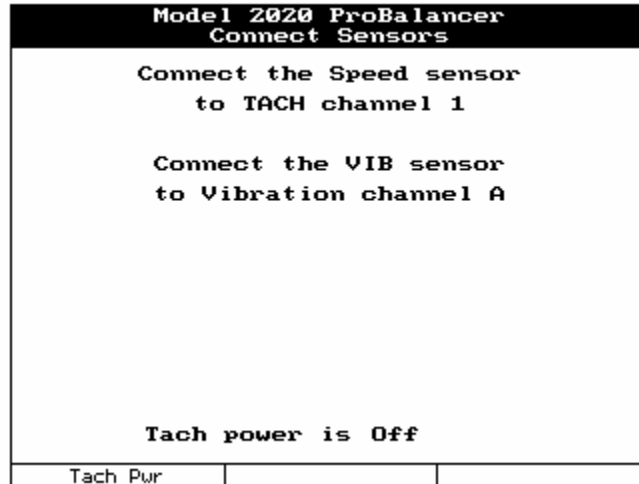 Model 2020 ProBalancer
Connect Sensors
Connect the Speed sensor
to TACH channel 1
Connect the VIB sensor
to Vibration channel A
Tach power is Off
Tach Pwr